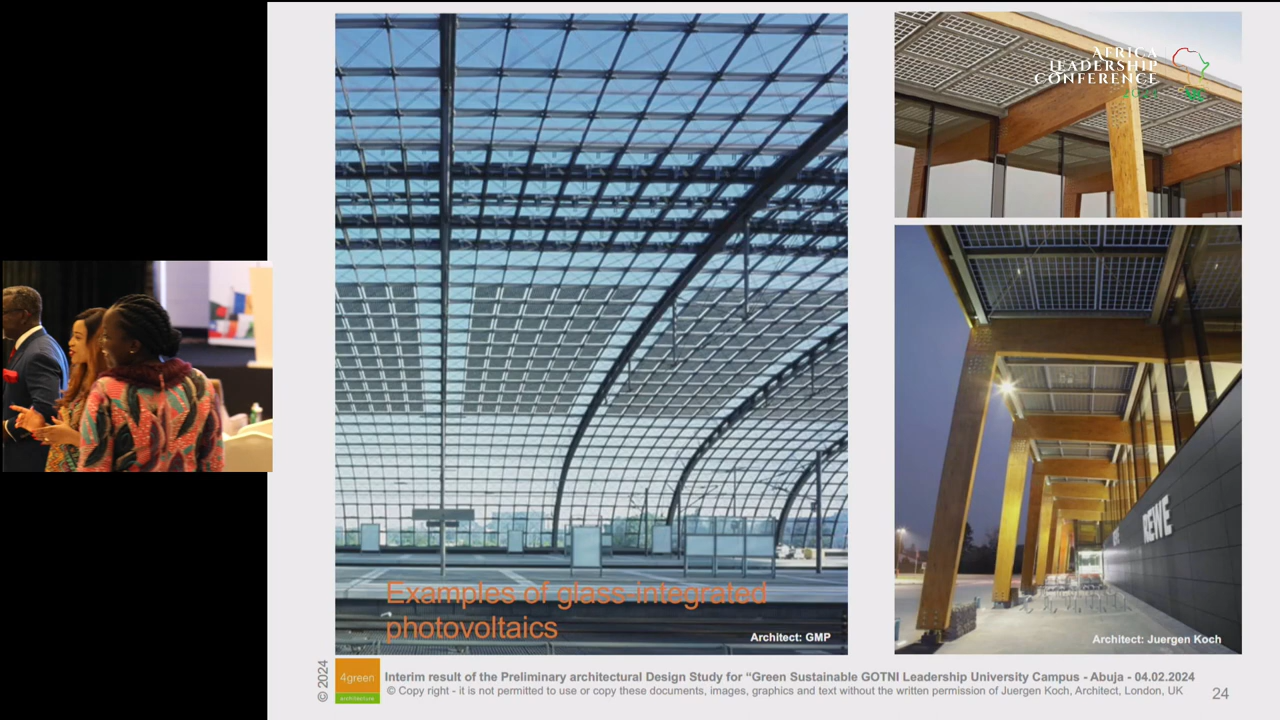 AFRICA
LEADERSHIP
CONFERENCE
Examples of glass-integrated
photovoltaics
Architect: GMP
REWE
Architect: Juergen Koch
© 2024
4green
architecture
Interim result of the Preliminary architectural Design Study for “Green Sustainable GOTNI Leadership University Campus - Abuja - 04.02.2024
© Copy right - it is not permitted to use or copy these documents, images, graphics and text without the written permission of Juergen Koch, Architect, London, UK
24